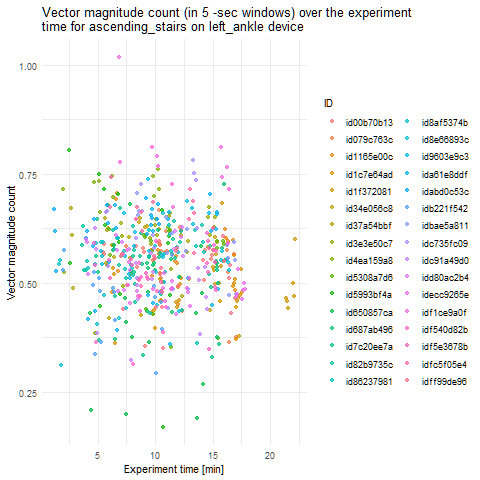 Vector magnitude count (in 5 -sec windows) over the experiment
time for ascending_stairs on left_ankle device
Vector magnitude count
1.00
0.75
0.50
0.25
5
10
15
20
Experiment time [min]
ID
id00b70b13
id079c763c
id1165e00c
id1c7e64ad
id1f372081
id34e056c8
id37a54bbf
id3e3e50c7
id4ea159a8
id5308a7d6
id5993bf4a
id650857ca
id687ab496
id7c20ee7a
id82b9735c
id86237981
id8af5374b
id8e66893c
id9603e9c3
ida61e8ddf
idabd0c53c
idb221f542
idbae5a811
idc735fc09
idc91a49d0
idd80ac2b4
idecc9265e
idf1ce9a0f
idf540d82b
idf5e3678b
idfc5f05e4
idff99de96